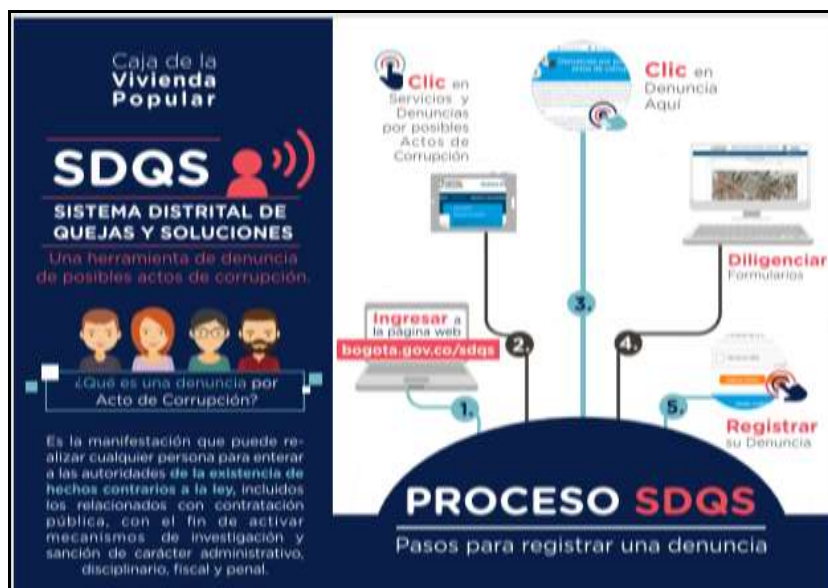 Caja de la
Vivienda
Popular
SDQS
SISTEMA DISTRITAL DE
QUEJAS Y SOLUCIONES
Una herramienta de denuncia
de posibles actos de corrupción.
¿Qué es una denuncia por
Acto de Corrupción?
Es la manifestación que puede re-
alizar cualquier persona para enterar
a las autoridades de la existencia de
hechos contrarios a la ley, incluidos
los relacionados con contratación
pública, con el fin de activar
mecanismos de investigación y
sanción de carácter administrativo,
disciplinario, fiscal y penal.
Clic en
Servicios y
Denuncias
por posibles
Actos de
Corrupción
Clic en
Denuncia
Aquí
Diligenciar
Formularios
Ingresar a
la página web
bogota.gov.co/sdqs
1.
2.
3.
4.
5.
Registrar
su Denuncia
PROCESO SDQS
Pasos para registrar una denuncia